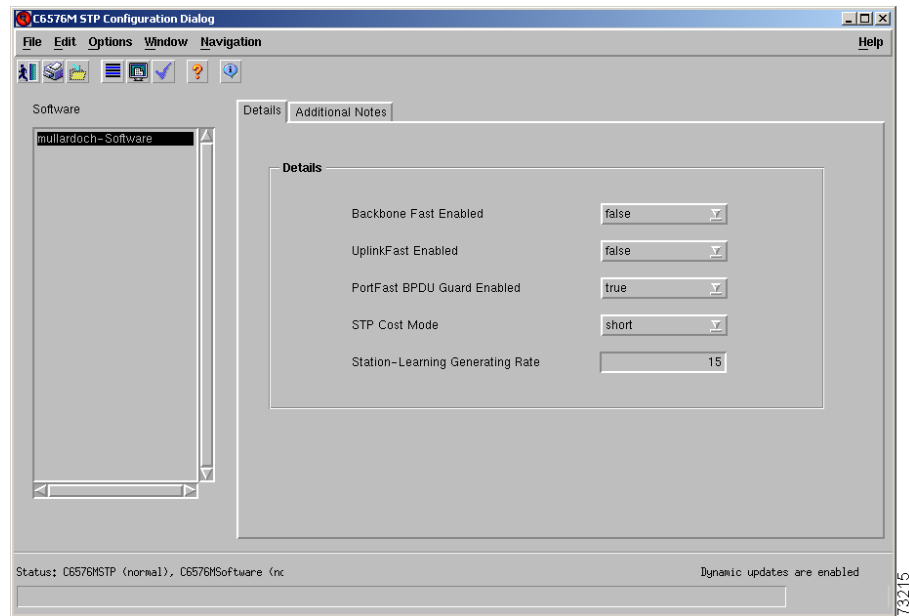 C6576M STP Configuration Dialog
File Edit Options Window Navigation Help
Software
mullardoch-Software
Details Additional Notes
Details
Backbone Fast Enabled false
UplinkFast Enabled false
PortFast BPDU Guard Enabled true
STP Cost Mode short
Station-Learning Generating Rate 15
Status: C6576MSTP (normal), C6576MSoftware (nc Dynamic updates are enabled
73215